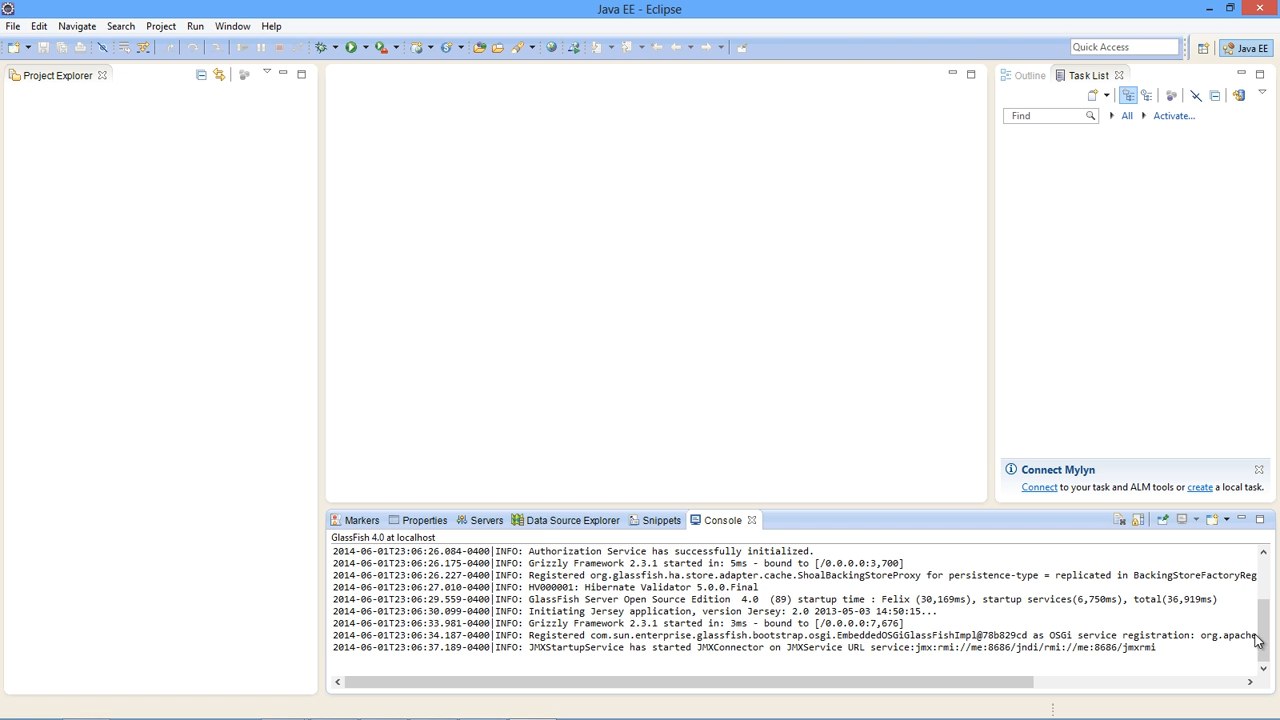 Java EE - Eclipse
File Edit Navigate Search Project Run Window Help
Quick Access
Java EE
Project Explorer
Outline Task List
Find
All
Activate...
Connect Mylyn
Connect to your task and ALM tools or create a local task.
Markers Properties Servers Data Source Explorer Snippets Console
GlassFish 4.0 at localhost
2014-06-01T23:06:26.084-0400|INFO: Authorization Service has successfully initialized.
2014-06-01T23:06:26.175-0400|INFO: Grizzly Framework 2.3.1 started in: 5ms - bound to [/0.0.0.0:3,700]
2014-06-01T23:06:26.227-0400|INFO: Registered org.glassfish.ha.store.adapter.cache.ShoalBackingStoreProxy for persistence-type = replicated in BackingStoreFactoryReg
2014-06-01T23:06:27.010-0400|INFO: HV000001: Hibernate Validator 5.0.0.Final
2014-06-01T23:06:29.559-0400|INFO: GlassFish Server Open Source Edition  4.0  (89) startup time : Felix (30,169ms), startup services(6,750ms), total(36,919ms)
2014-06-01T23:06:30.099-0400|INFO: Initiating Jersey application, version Jersey: 2.0 2013-05-03 14:50:15...
2014-06-01T23:06:33.981-0400|INFO: Grizzly Framework 2.3.1 started in: 3ms - bound to [/0.0.0.0:7,676]
2014-06-01T23:06:34.187-0400|INFO: Registered com.sun.enterprise.glassfish.bootstrap.osgi.EmbeddedOSGiGlassFishImpl@78b829cd as OSGi service registration: org.apache
2014-06-01T23:06:37.189-0400|INFO: JMXStartupService has started JMXConnector on JMXService URL service:jmx:rmi://me:8686/jndi/rmi://me:8686/jmxrmi